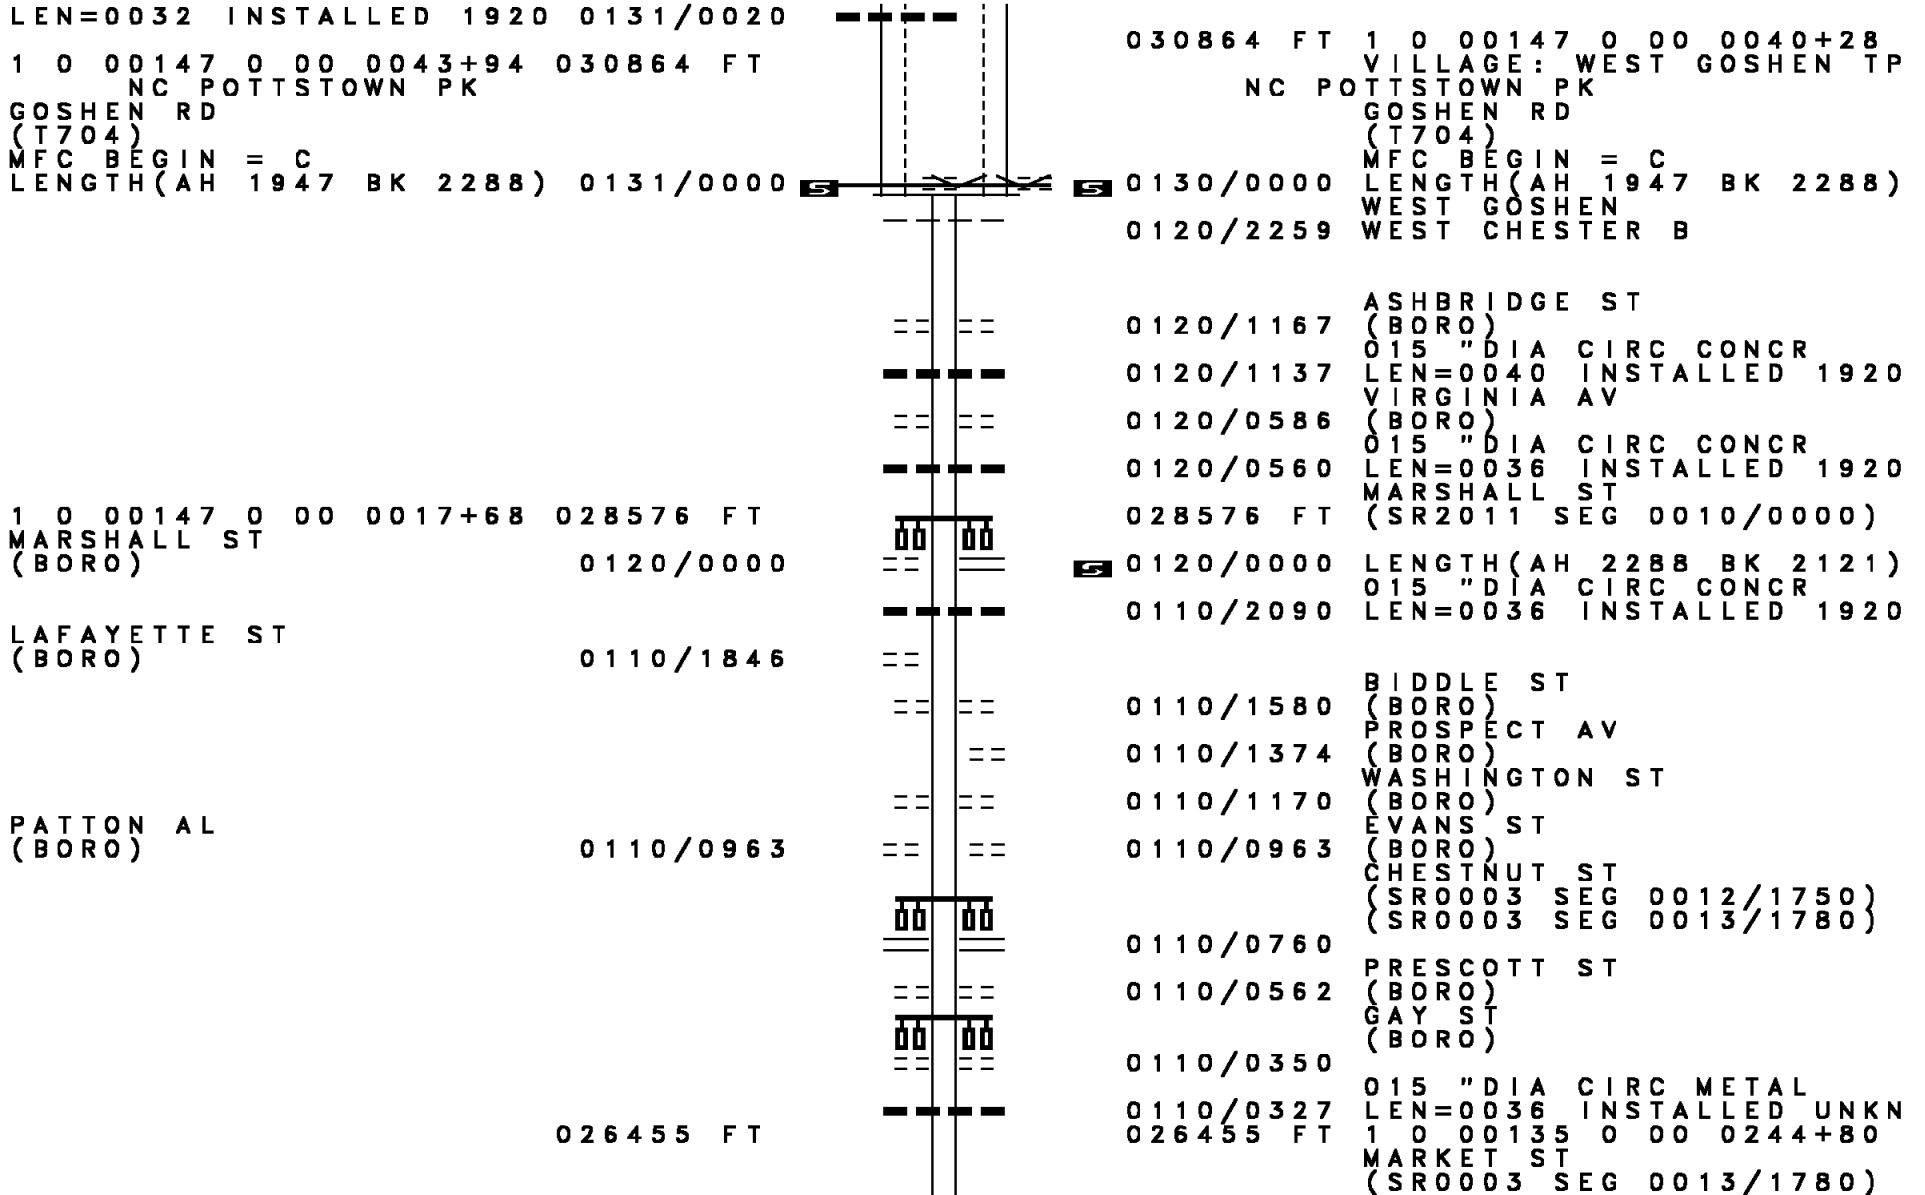 LEN=0032 INSTALLED 1920 0131/0020
030864 FT 1 0 00147 0 00 0040+28
1 0 00147 0 00 0043+94 030864 FT
VILLAGE: WEST GOSHEN TP
NC POTTSTOWN PK
NC POTTSTOWN PK
GOSHEN RD
GOSHEN RD
(T704)
(T704)
MFC BEGIN = C
MFC BEGIN = C
LENGTH(AH 1947 BK 2288) 0131/0000 S
S 0130/0000 LENGTH(AH 1947 BK 2288)
WEST GOSHEN
0120/2259 WEST CHESTER B
ASHBRIDGE ST
0120/1167 (BORO)
015 "DIA CIRC CONCR
0120/1137 LEN=0040 INSTALLED 1920
VIRGINIA AV
0120/0586 (BORO)
015 "DIA CIRC CONCR
0120/0560 LEN=0036 INSTALLED 1920
MARSHALL ST
1 0 00147 0 00 0017+68 028576 FT
028576 FT (SR2011 SEG 0010/0000)
MARSHALL ST
(BORO) 0120/0000
S 0120/0000 LENGTH(AH 2288 BK 2121)
015 "DIA CIRC CONCR
0110/2090 LEN=0036 INSTALLED 1920
LAFAYETTE ST
(BORO) 0110/1846
BIDDLE ST
0110/1580 (BORO)
PROSPECT AV
0110/1374 (BORO)
WASHINGTON ST
0110/1170 (BORO)
PATTON AL
EVANS ST
(BORO) 0110/0963
0110/0963 (BORO)
CHESTNUT ST
(SR0003 SEG 0012/1750)
(SR0003 SEG 0013/1780)
0110/0760
PRESCOTT ST
0110/0562 (BORO)
GAY ST
(BORO)
0110/0350
015 "DIA CIRC METAL
0110/0327 LEN=0036 INSTALLED UNKN
026455 FT
026455 FT 1 0 00135 0 00 0244+80
MARKET ST
(SR0003 SEG 0013/1780)